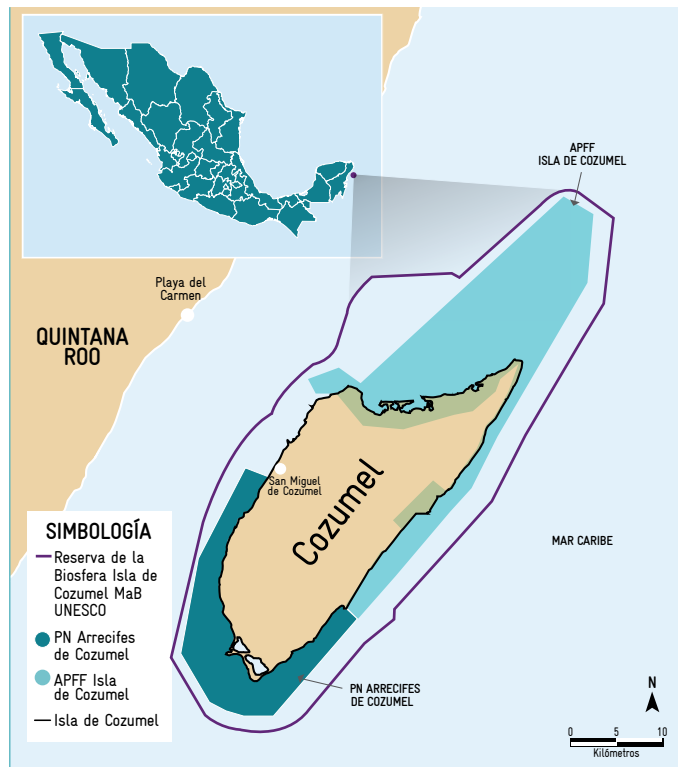 APFF
ISLA DE COZUMEL
Playa del
Carmen
QUINTANA
ROO
San Miguel
de Cozumel
Cozumel
MAR CARIBE
SIMBOLOGÍA
Reserva de la
Biosfera Isla de
Cozumel MaB
UNESCO
PN Arrecifes
de Cozumel
APFF Isla
de Cozumel
Isla de Cozumel
PN ARRECIFES
DE COZUMEL
N
0 5 10
Kilómetros